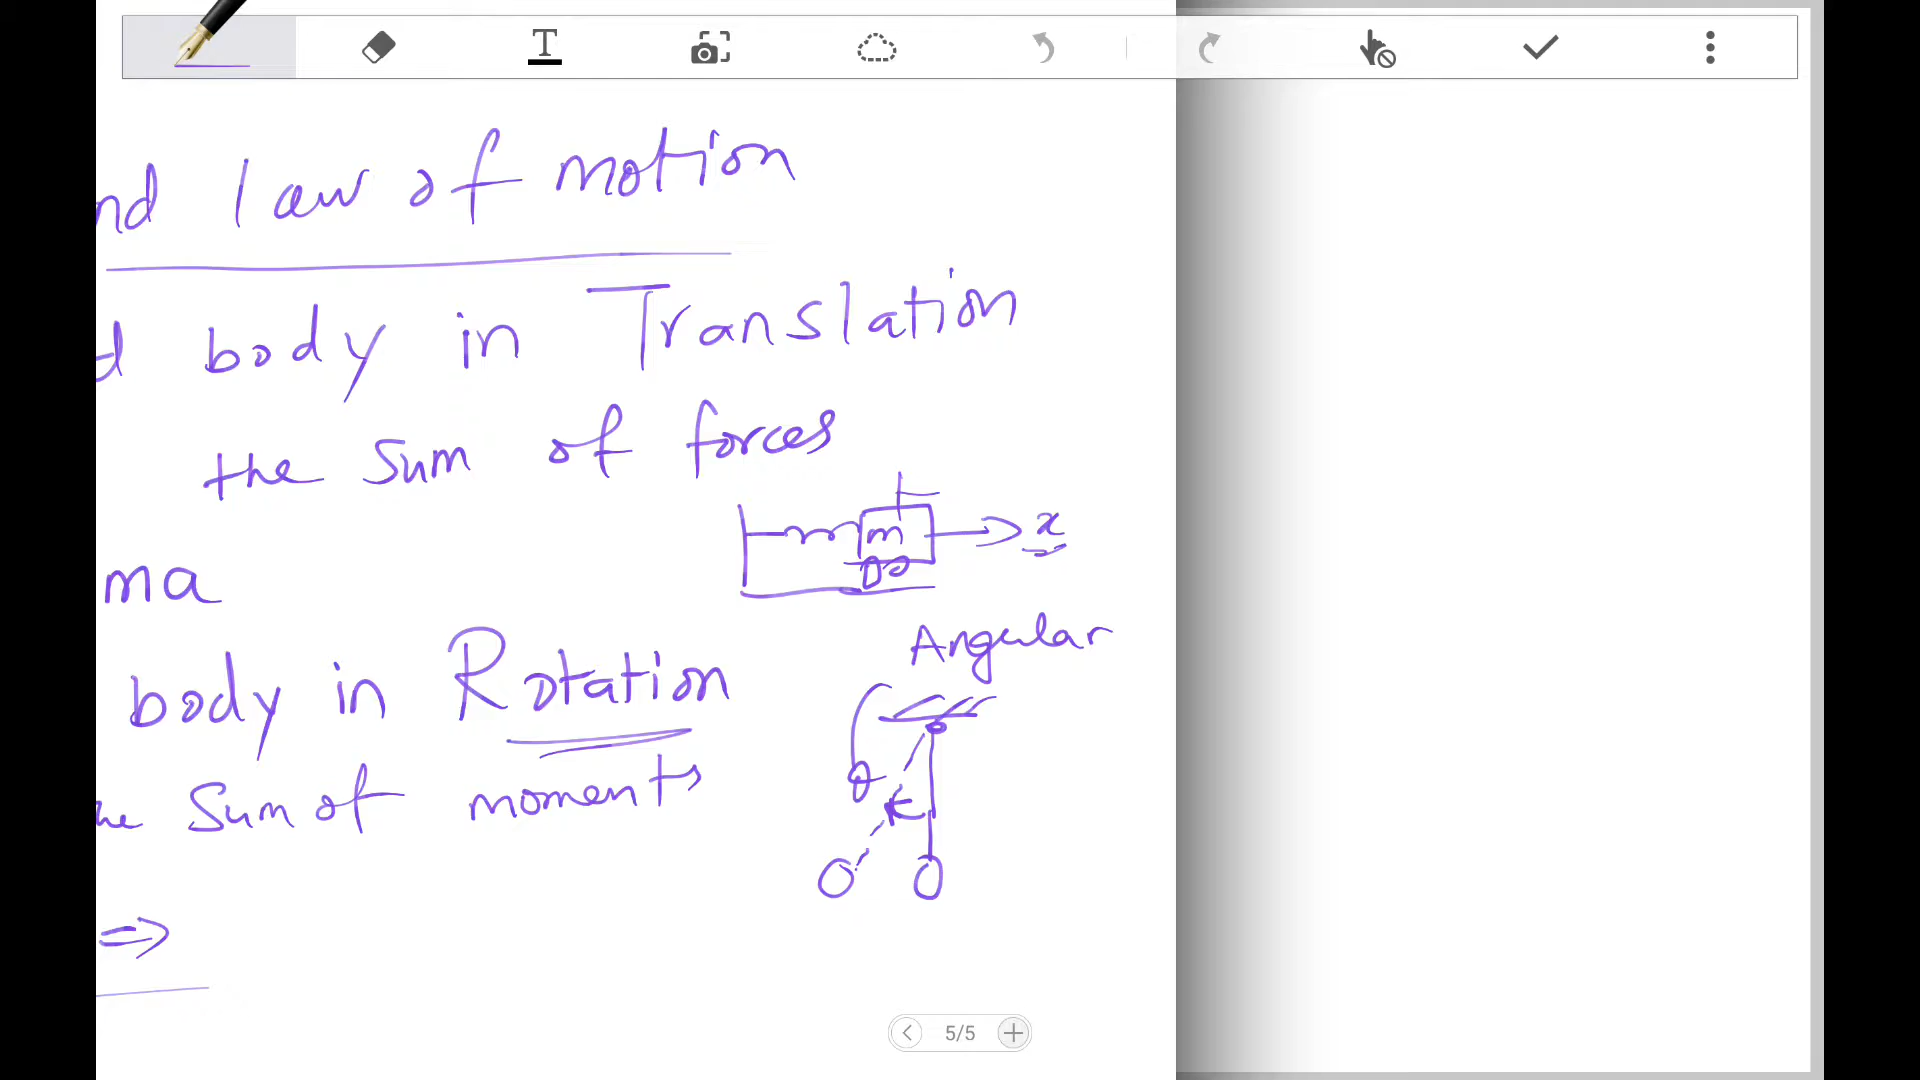 nd law of motion
d body in Translation
the sum of forces
m
x
ma
Angular
body in Rotation
θ
he Sum of moments
⇒
5/5
T